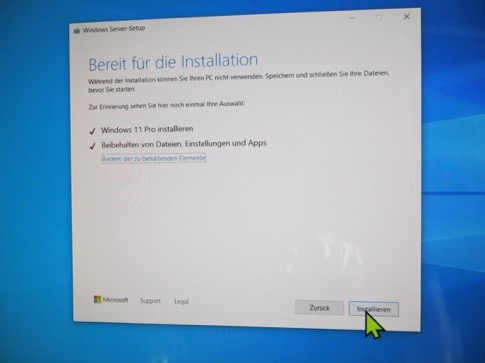 Windows Server-Setup
Bereit für die Installation
Während der Installation können Sie Ihren PC nicht verwenden. Speichern und schließen Sie Ihre Dateien,
bevor Sie starten.
Zur Erinnerung sehen Sie hier noch einmal Ihre Auswahl:
Windows 11 Pro installieren
Beibehalten von Dateien, Einstellungen und Apps
Ändern der zu behaltenden Elemente
Microsoft Support Legal
Zurück Installieren